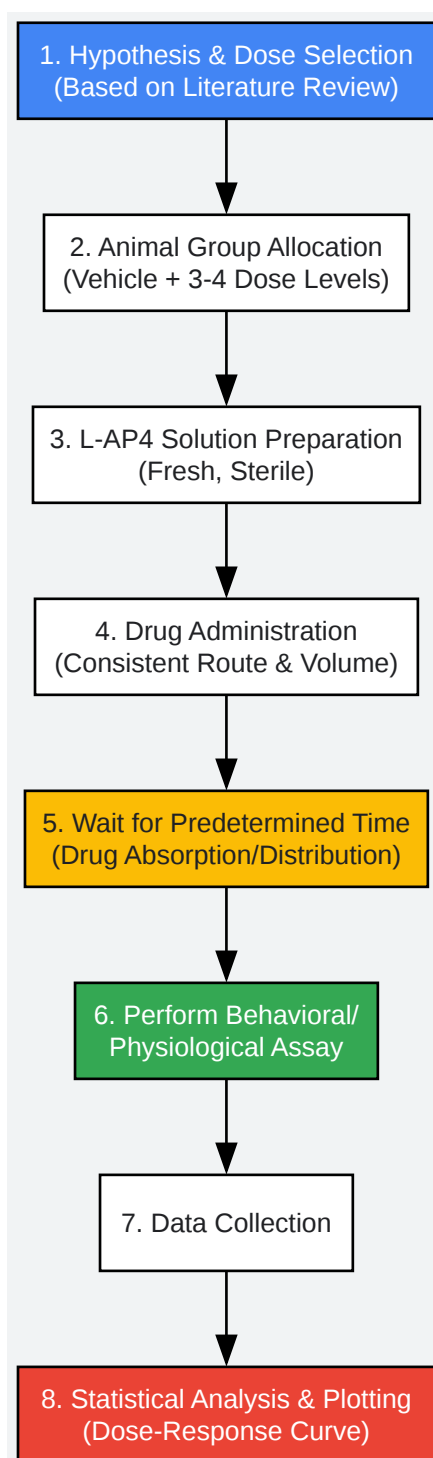 1. Hypothesis & Dose Selection
(Based on Literature Review)
2. Animal Group Allocation
(Vehicle + 3-4 Dose Levels)
3. L-AP4 Solution Preparation
(Fresh, Sterile)
4. Drug Administration
(Consistent Route & Volume)
5. Wait for Predetermined Time
(Drug Absorption/Distribution)
6. Perform Behavioral/
Physiological Assay
7. Data Collection
8. Statistical Analysis & Plotting
(Dose-Response Curve)